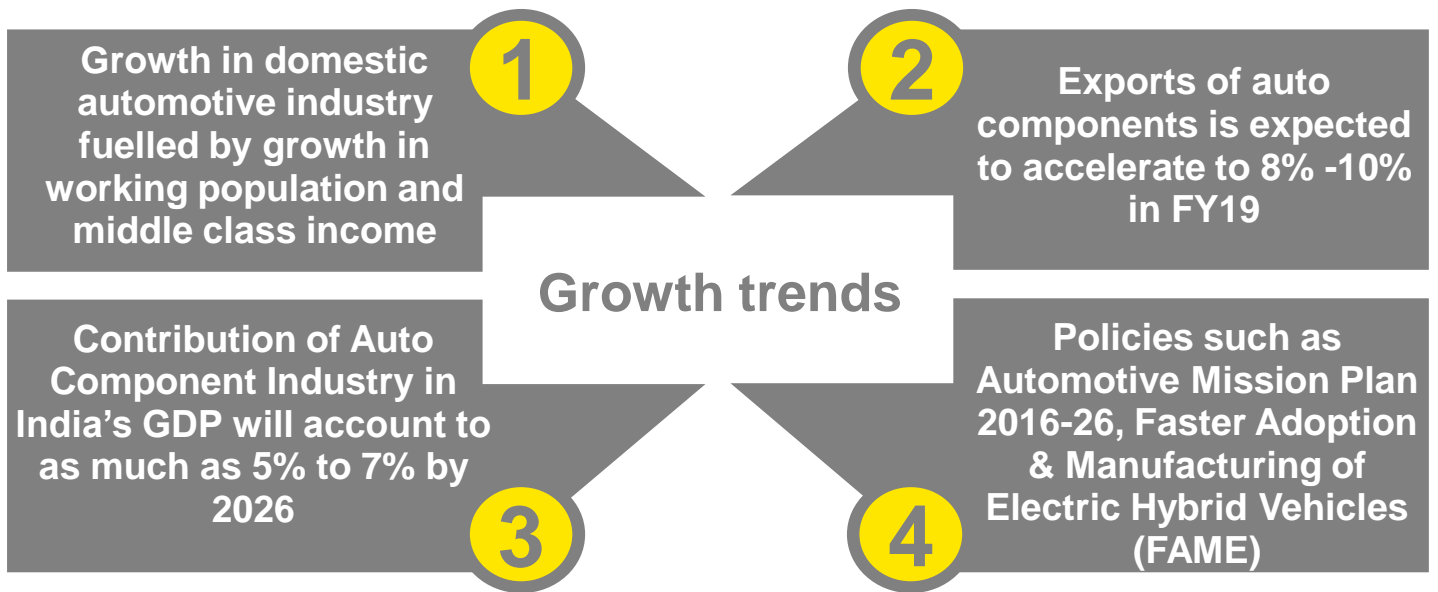 1
Growth in domestic
automotive industry
fuelled by growth in
working population and
middle class income
2
Exports of auto
components is expected
to accelerate to 8% -10%
in FY19
Growth trends
Contribution of Auto
Component Industry in
India’s GDP will account to
as much as 5% to 7% by
2026
3
Policies such as
Automotive Mission Plan
2016-26, Faster Adoption
& Manufacturing of
Electric Hybrid Vehicles
(FAME)
4